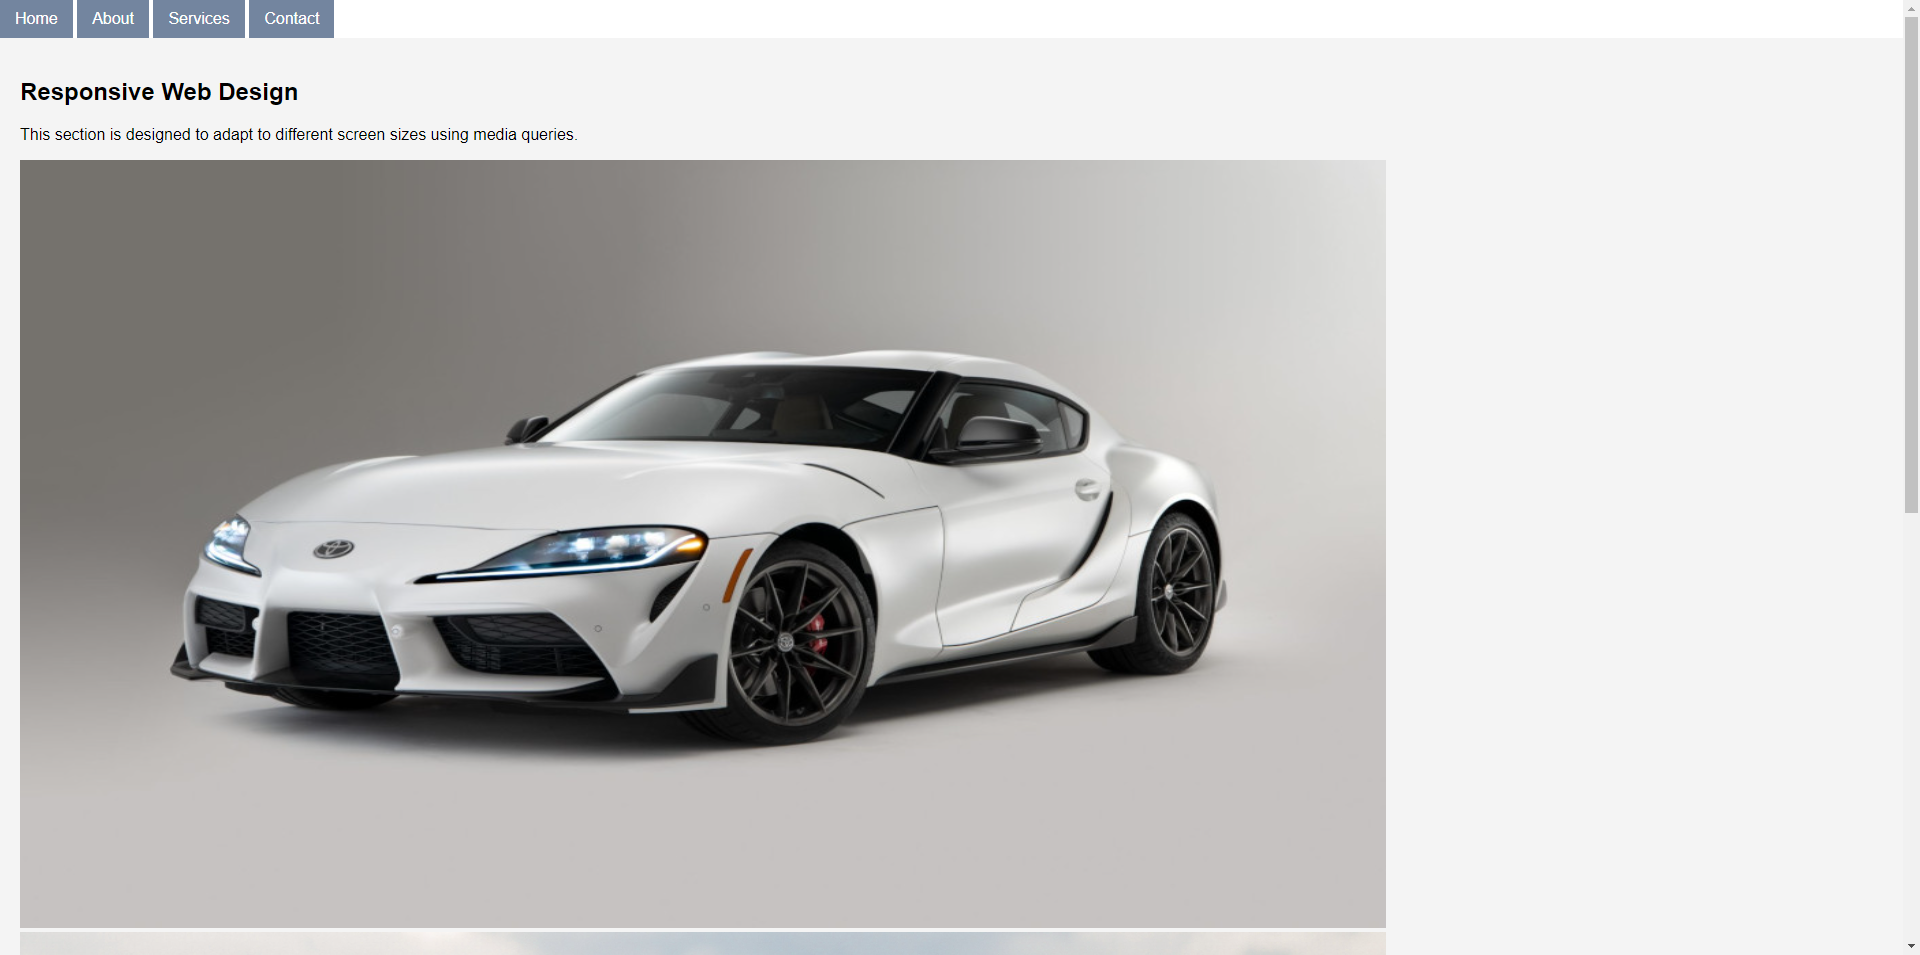 Home About Services Contact
Responsive Web Design
This section is designed to adapt to different screen sizes using media queries.